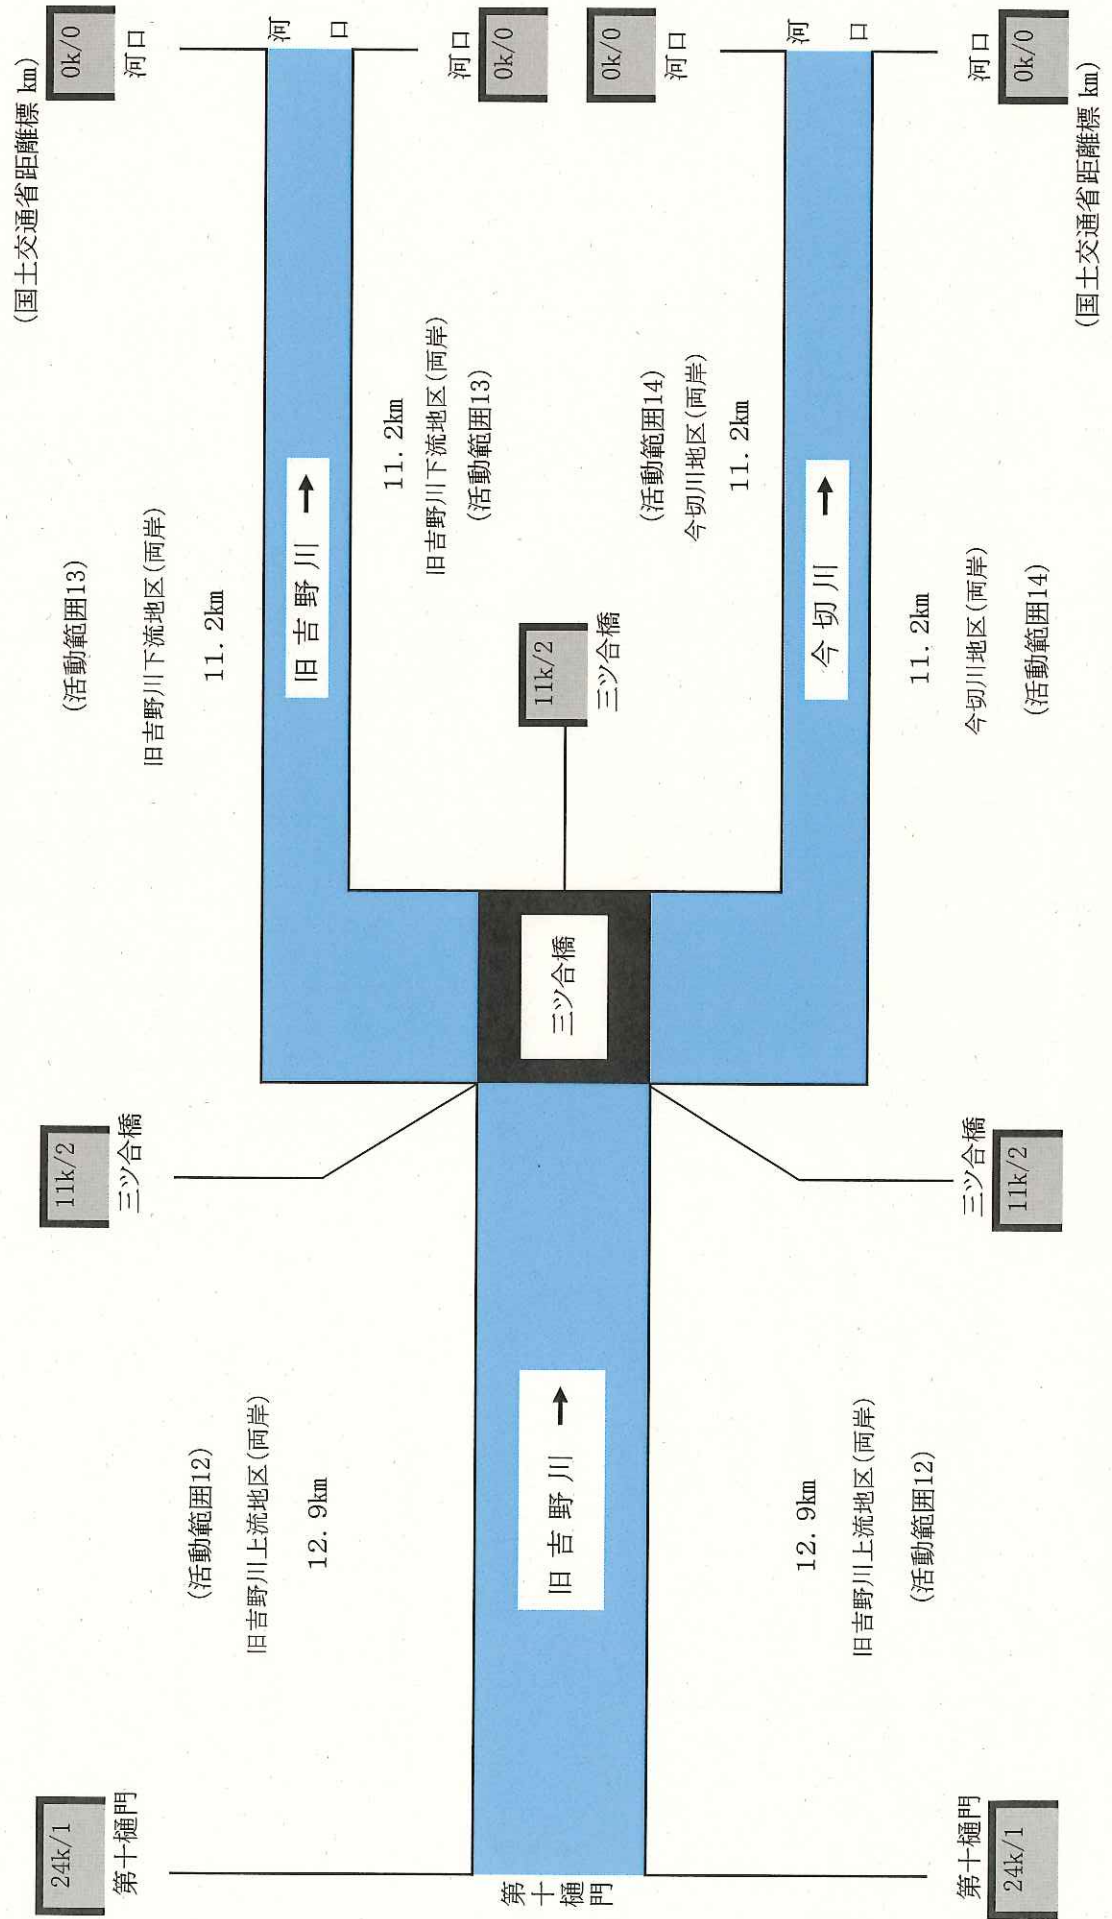 (国土交通省距離標 km)
24k/1
第十樋門
11k/2
三ツ合橋
0k/0
河口
(活動範囲12)
旧吉野川上流地区(両岸)
12.9km
(活動範囲13)
旧吉野川下流地区(両岸)
11.2km
河口
旧吉野川 →
11.2km
旧吉野川下流地区(両岸)
(活動範囲13)
河口
0k/0
第十樋門
旧吉野川 →
三ツ合橋
11k/2
三ツ合橋
0k/0
河口
(活動範囲14)
今切川地区(両岸)
11.2km
河口
今切川 →
12.9km
旧吉野川上流地区(両岸)
(活動範囲12)
11.2km
今切川地区(両岸)
(活動範囲14)
第十樋門
24k/1
三ツ合橋
11k/2
河口
0k/0
(国土交通省距離標 km)